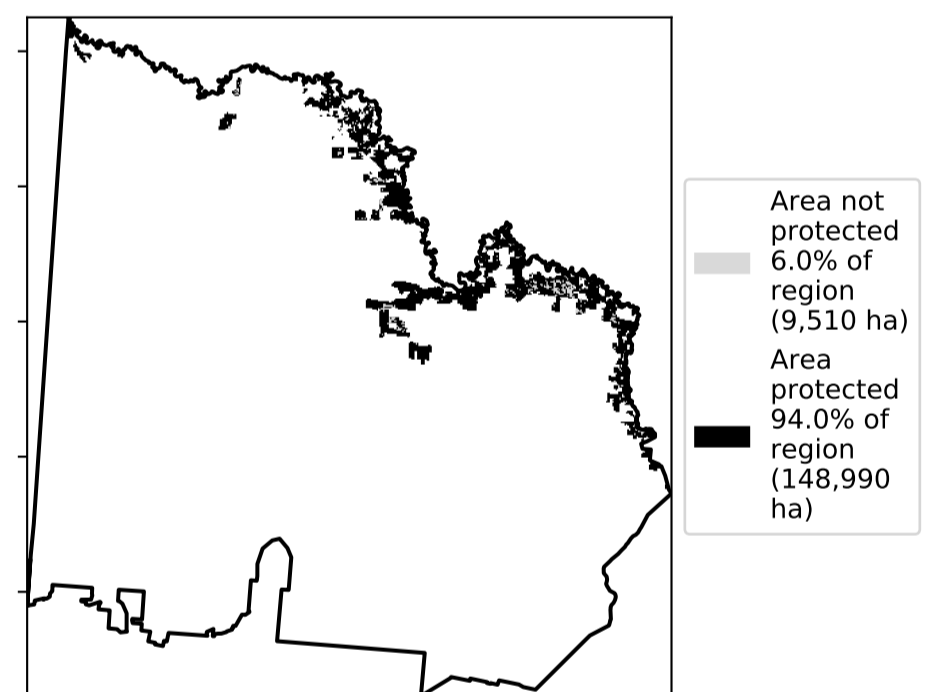 Area not
protected
6.0% of
region
(9,510 ha)
Area
protected
94.0% of
region
(148,990
ha)